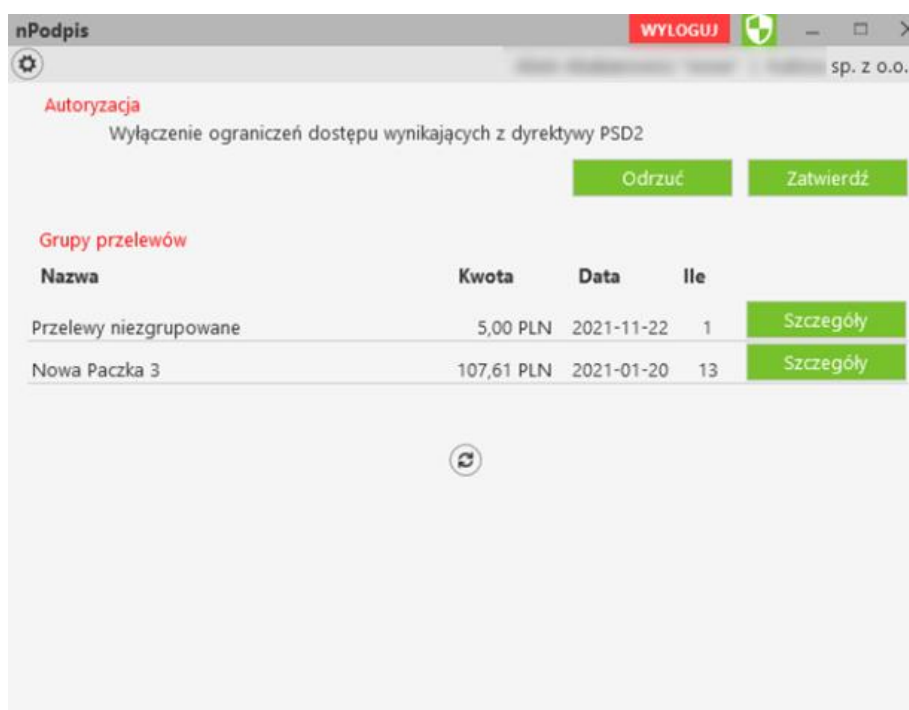 nPodpis WYLOGUJ
sp. z o.o.
Autoryzacja
Wyłączenie ograniczeń dostępu wynikających z dyrektywy PSD2
Odrzuć Zatwierdź
Grupy przelewów
Nazwa Kwota Data Ile
Przelewy niezgrupowane 5,00 PLN 2021-11-22 1 Szczegóły
Nowa Paczka 3 107,61 PLN 2021-01-20 13 Szczegóły